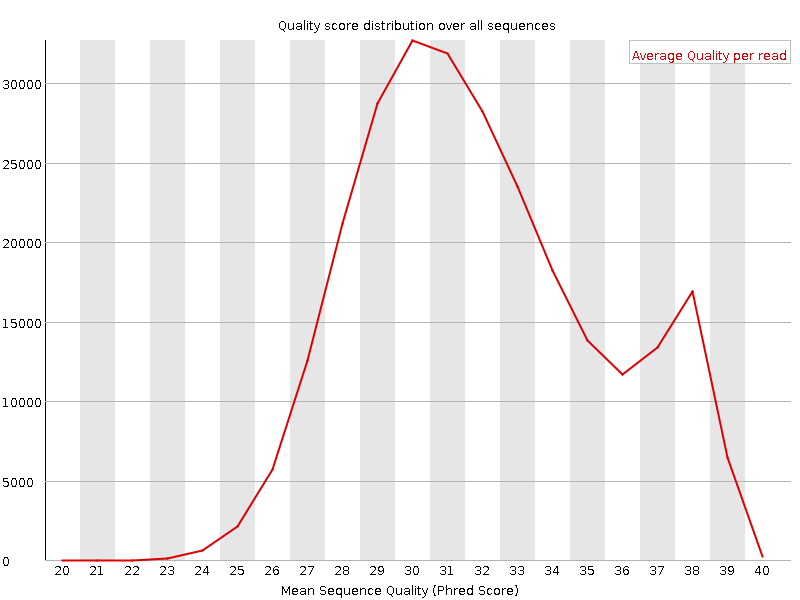 Quality score distribution over all sequences
Average Quality per read
30000
25000
20000
15000
10000
5000
0
20 21 22 23 24 25 26 27 28 29 30 31 32 33 34 35 36 37 38 39 40
Mean Sequence Quality (Phred Score)